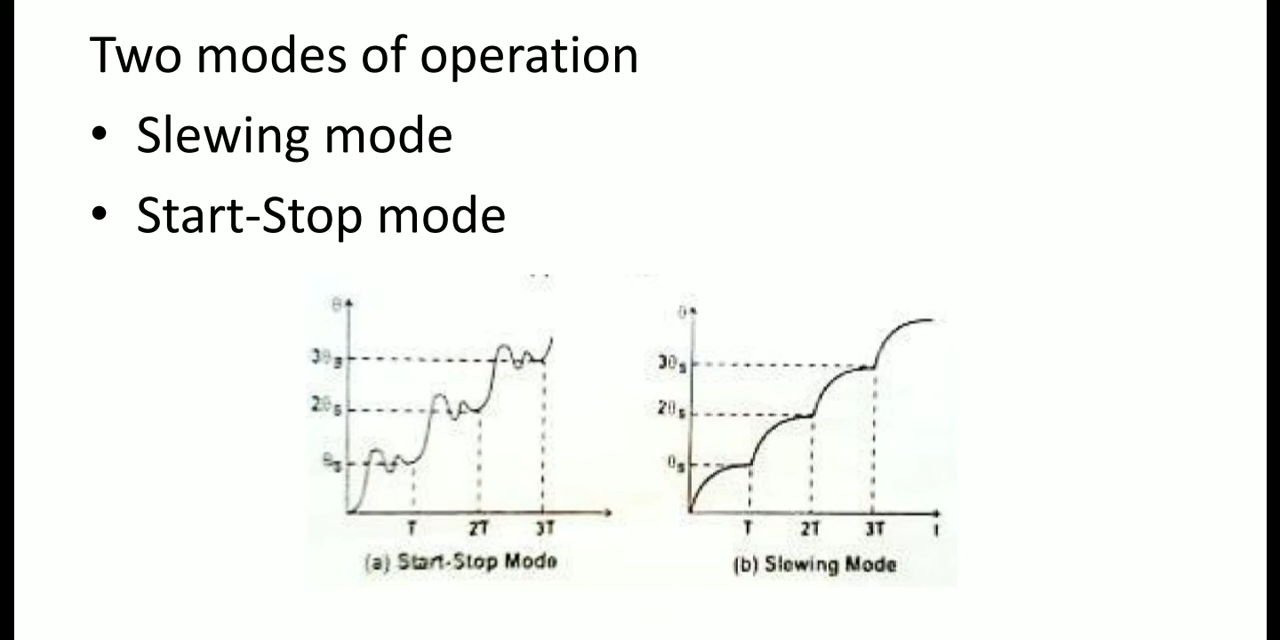 Two modes of operation
• Slewing mode
• Start-Stop mode
θ
3θs
2θs
θs
T 2T 3T
(a) Start-Stop Mode
θ
3θs
2θs
θs
T 2T 3T t
(b) Slewing Mode